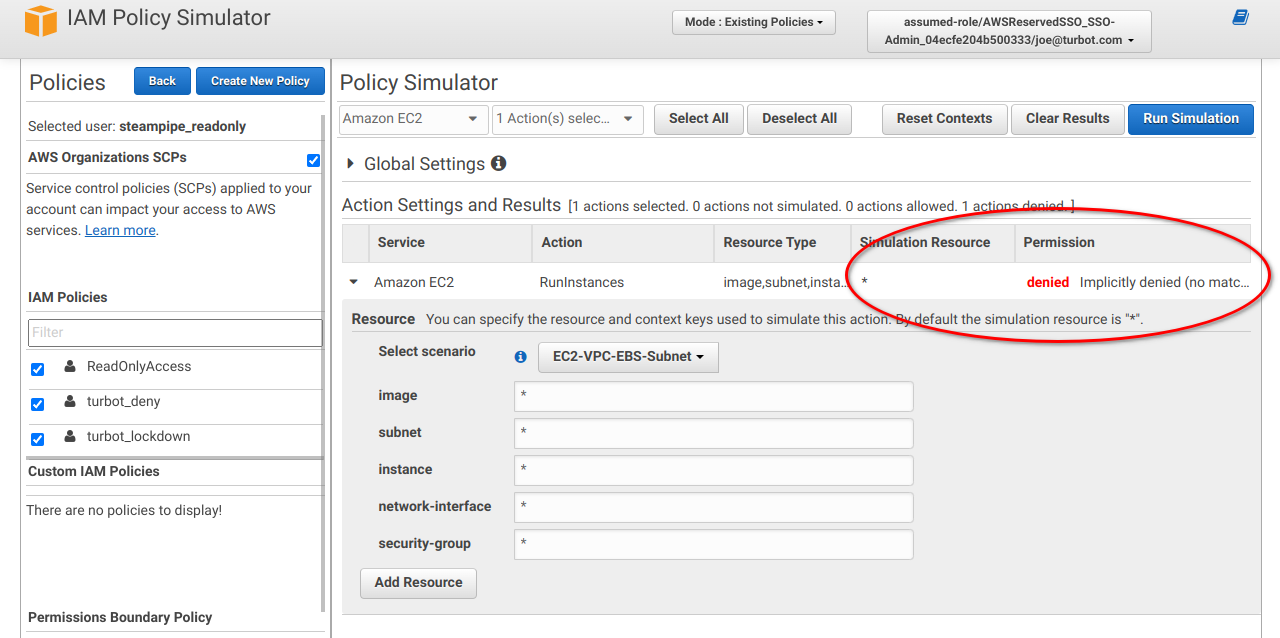 IAM Policy Simulator
Mode : Existing Policies
assumed-role/AWSReservedSSO_SSO-
Admin_04ecfe204b500333/joe@turbot.com
Policies
Back
Create New Policy
Selected user: steampipe_readonly
AWS Organizations SCPs
Service control policies (SCPs) applied to your
account can impact your access to AWS
services. Learn more.
IAM Policies
Filter
ReadOnlyAccess
turbot_deny
turbot_lockdown
Custom IAM Policies
There are no policies to display!
Permissions Boundary Policy
Policy Simulator
Amazon EC2
1 Action(s) selec...
Select All
Deselect All
Reset Contexts
Clear Results
Run Simulation
Global Settings
Action Settings and Results [1 actions selected. 0 actions not simulated. 0 actions allowed. 1 actions denied. ]
Service Action Resource Type Simulation Resource Permission
Amazon EC2 RunInstances image,subnet,insta... * denied Implicitly denied (no matc...
Resource You can specify the resource and context keys used to simulate this action. By default the simulation resource is "*".
Select scenario EC2-VPC-EBS-Subnet
image *
subnet *
instance *
network-interface *
security-group *
Add Resource